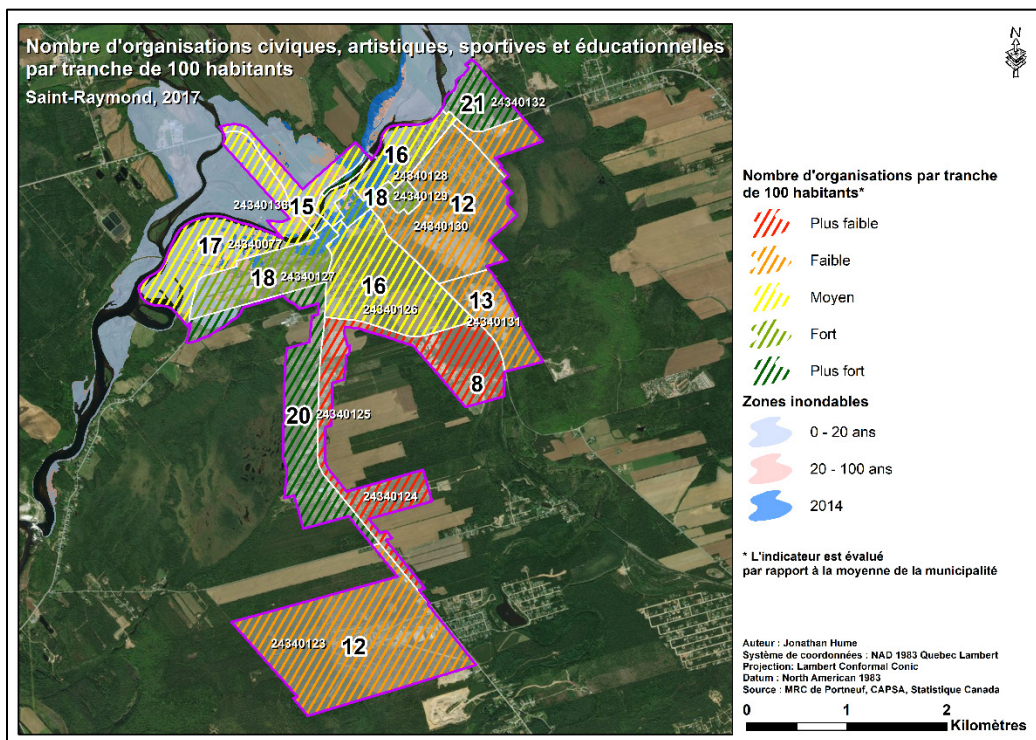 Nombre d'organisations civiques, artistiques, sportives et éducationnelles
par tranche de 100 habitants
Saint-Raymond, 2017
N
21
24340132
16
24340128
18
24340129
12
24340130
15
24340136
17
24340077
18
24340127
16
24340126
13
24340131
8
20
24340125
24340124
24340123
12
Nombre d'organisations par tranche
de 100 habitants*
Plus faible
Faible
Moyen
Fort
Plus fort
Zones inondables
0 - 20 ans
20 - 100 ans
2014
* L'indicateur est évalué
par rapport à la moyenne de la municipalité
Auteur : Jonathan Hume
Système de coordonnées : NAD 1983 Quebec Lambert
Projection: Lambert Conformal Conic
Datum : North American 1983
Source : MRC de Portneuf, CAPSA, Statistique Canada
0 1 2
Kilomètres